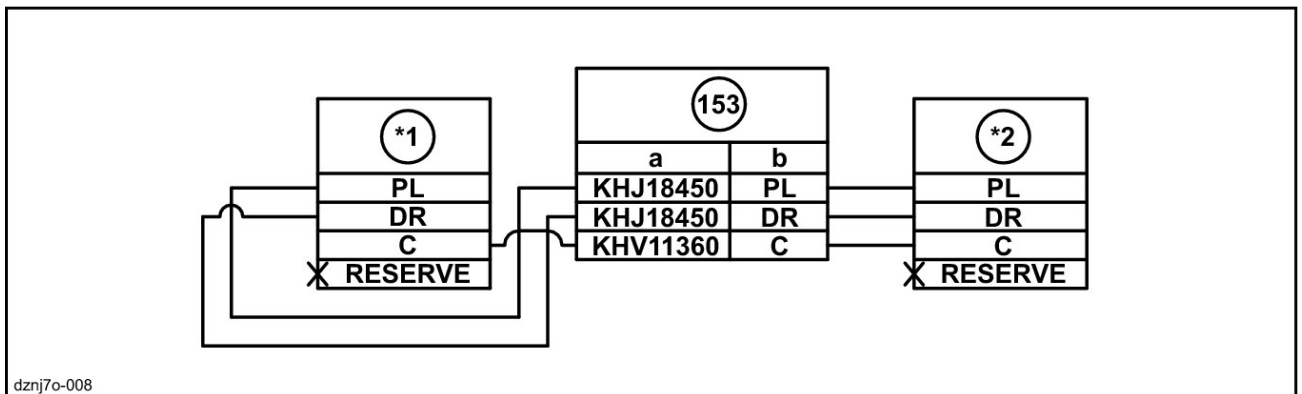 *1
PL
DR
C
RESERVE
153
a b
KHJ18450 PL
KHJ18450 DR
KHV11360 C
*2
PL
DR
C
RESERVE
dznj7o-008